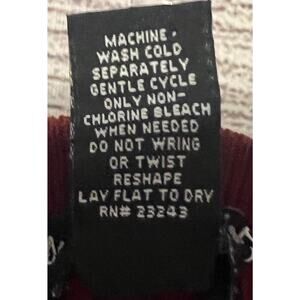 MACHINE ·
WASH COLD
SEPARATELY
GENTLE CYCLE
ONLY NON-
CHLORINE BLEACH
WHEN NEEDED
DO NOT WRING
OR TWIST
RESHAPE
LAY FLAT TO DRY
RN# 23243